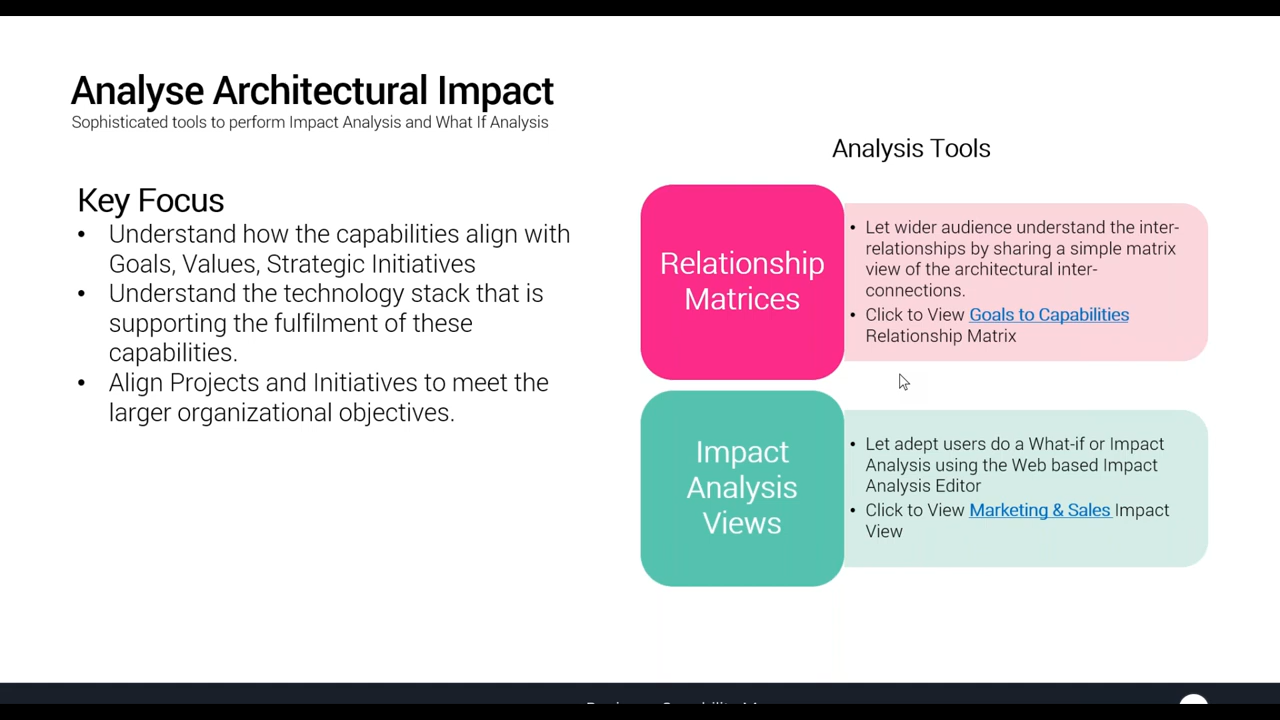 Analyse Architectural Impact
Sophisticated tools to perform Impact Analysis and What If Analysis
Key Focus
• Understand how the capabilities align with
Goals, Values, Strategic Initiatives
• Understand the technology stack that is
supporting the fulfilment of these
capabilities.
• Align Projects and Initiatives to meet the
larger organizational objectives.
Analysis Tools
Relationship
Matrices
• Let wider audience understand the inter-
relationships by sharing a simple matrix
view of the architectural inter-
connections.
• Click to View Goals to Capabilities
Relationship Matrix
Impact
Analysis
Views
• Let adept users do a What-if or Impact
Analysis using the Web based Impact
Analysis Editor
• Click to View Marketing & Sales Impact
View